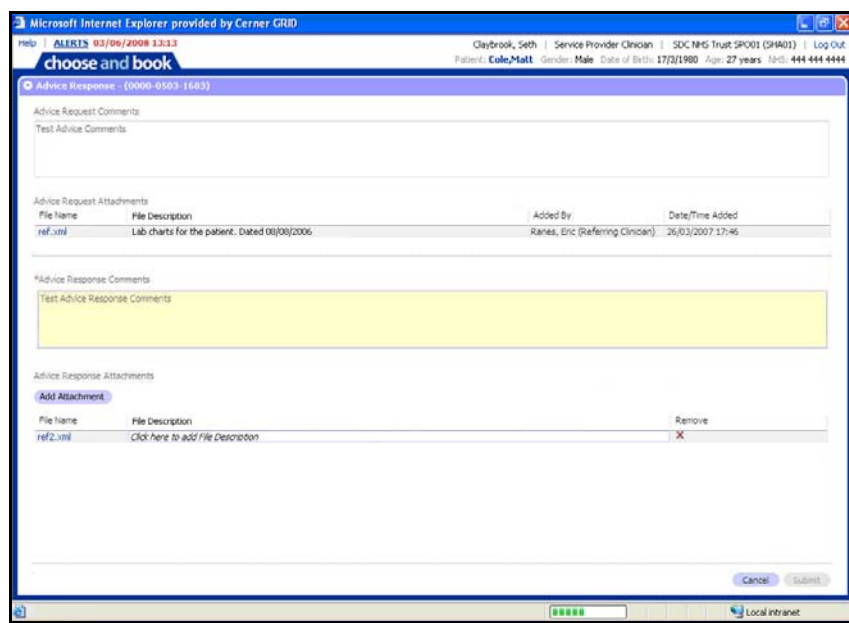 Microsoft Internet Explorer provided by Cerner GRID
Help | ALERTS 03/06/2008 13:13 Claybrook, Seth | Service Provider Clinician | SDC NHS Trust SP001 (SHA01) | Log Out
choose and book Patient: Cole,Matt Gender: Male Date of Birth: 17/3/1980 Age: 27 years NHS: 444 444 4444
Advice Response - (0000-0503-1683)
Advice Request Comments
Test Advice Comments
Advice Request Attachments
File Name File Description Added By Date/Time Added
ref.xml Lab charts for the patient. Dated 08/08/2006 Ranes, Eric (Referring Clinician) 26/03/2007 17:46
*Advice Response Comments
Test Advice Response Comments
Advice Response Attachments
Add Attachment
File Name File Description Remove
ref2.xml Click here to add File Description
Cancel Submit
Local intranet